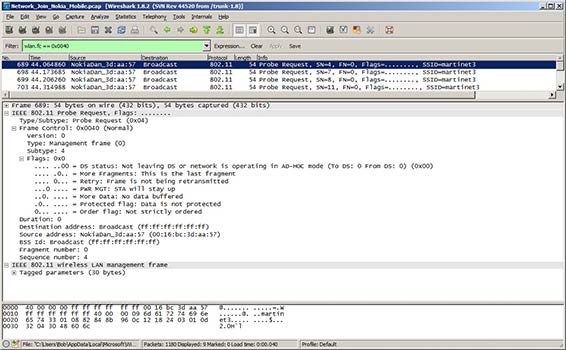 Network_Join_Nokia_Mobile.pcap [Wireshark 1.8.2 (SVN Rev 44520 from /trunk-1.8)]
File Edit View Go Capture Analyze Statistics Telephony Tools Internals Help
Filter: wlan.fc == 0x0040 Expression... Clear Apply Save
No. Time Source Destination Protocol Length Info
689 44.064860 NokiaDan_3d:aa:57 Broadcast 802.11 54 Probe Request, SN=4, FN=0, Flags=........, SSID=martinet3
698 44.173685 NokiaDan_3d:aa:57 Broadcast 802.11 54 Probe Request, SN=7, FN=0, Flags=........, SSID=martinet3
699 44.206260 NokiaDan_3d:aa:57 Broadcast 802.11 54 Probe Request, SN=8, FN=0, Flags=........, SSID=martinet3
703 44.314988 NokiaDan_3d:aa:57 Broadcast 802.11 54 Probe Request, SN=11, FN=0, Flags=........, SSID=martinet3
Frame 689: 54 bytes on wire (432 bits), 54 bytes captured (432 bits)
IEEE 802.11 Probe Request, Flags: ........
Type/Subtype: Probe Request (0x04)
Frame Control: 0x0040 (Normal)
Version: 0
Type: Management frame (0)
Subtype: 4
Flags: 0x0
.... ..00 = DS status: Not leaving DS or network is operating in AD-HOC mode (To DS: 0 From DS: 0) (0x00)
.... .0.. = More Fragments: This is the last fragment
.... 0... = Retry: Frame is not being retransmitted
...0 .... = PWR MGT: STA will stay up
..0. .... = More Data: No data buffered
.0.. .... = Protected flag: Data is not protected
0... .... = Order flag: Not strictly ordered
Duration: 0
Destination address: Broadcast (ff:ff:ff:ff:ff:ff)
Source address: NokiaDan_3d:aa:57 (00:16:bc:3d:aa:57)
BSS Id: Broadcast (ff:ff:ff:ff:ff:ff)
Fragment number: 0
Sequence number: 4
IEEE 802.11 wireless LAN management frame
Tagged parameters (30 bytes)
0000 40 00 00 00 ff ff ff ff ff ff 00 16 bc 3d aa 57 @....... .....=.W
0010 ff ff ff ff ff ff 40 00 00 09 6d 61 72 74 69 6e ......@. ..martin
0020 65 74 33 01 08 82 84 8b 96 0c 12 18 24 03 01 0d et3..... ....$...
0030 32 04 30 48 60 6c 2.0H`l
File: "C:\Users\Bob\AppData\Local\Microsoft\W... Packets: 1180 Displayed: 9 Marked: 0 Load time: 0:00.040 Profile: Default